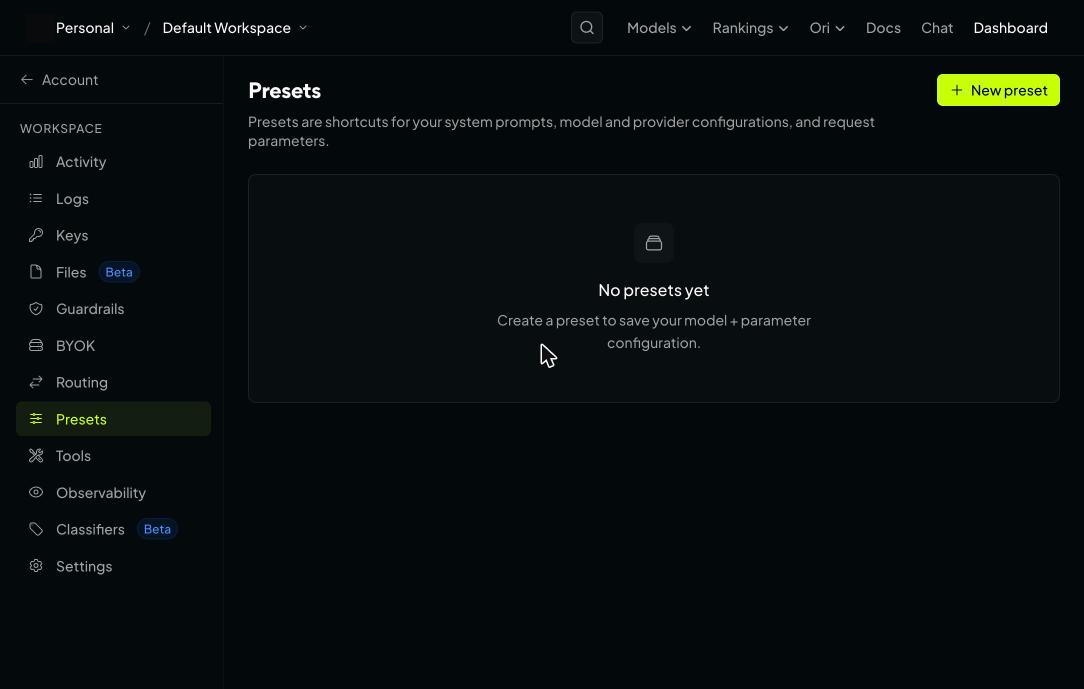 Personal / Default Workspace
Models Rankings Ori Docs Chat Dashboard
Account
WORKSPACE
Activity
Logs
Keys
Files Beta
Guardrails
BYOK
Routing
Presets
Tools
Observability
Classifiers Beta
Settings
Presets
New preset
Presets are shortcuts for your system prompts, model and provider configurations, and request
parameters.
No presets yet
Create a preset to save your model + parameter
configuration.